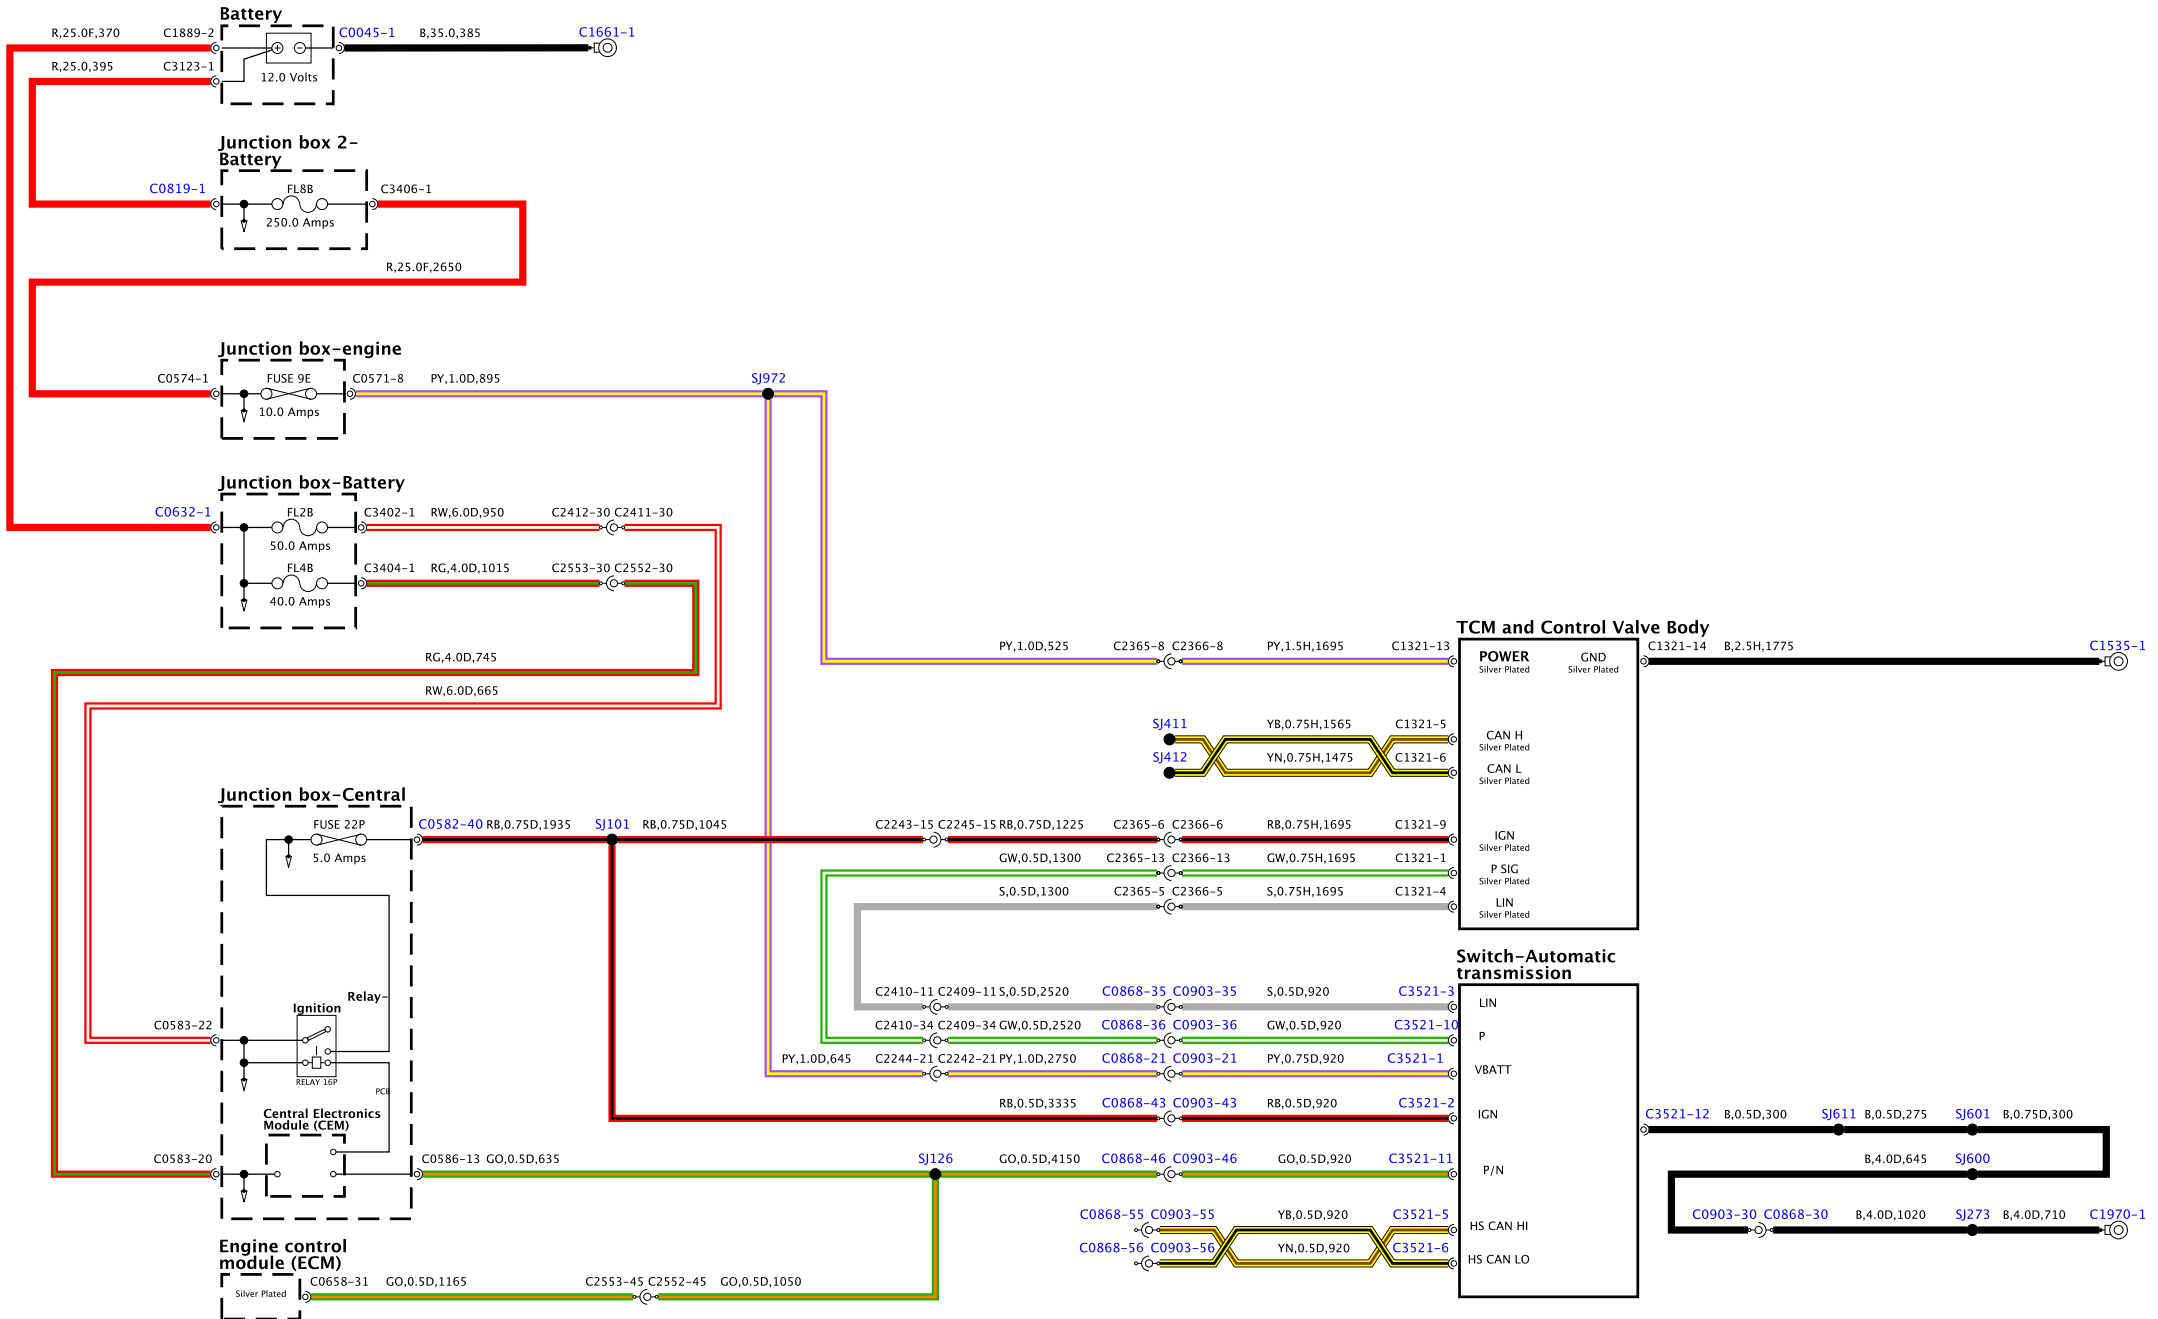 Battery
R,25.0F,370 C1889-2 C0045-1 B,35.0,385 C1661-1
R,25.0,395 C3123-1 12.0 Volts
Junction box 2-
Battery
C0819-1 FL8B C3406-1
250.0 Amps
R,25.0F,2650
Junction box-engine
C0574-1 FUSE 9E C0571-8 PY,1.0D,895 SJ972
10.0 Amps
Junction box-Battery
C0632-1 FL2B C3402-1 RW,6.0D,950 C2412-30 C2411-30
50.0 Amps
FL4B C3404-1 RG,4.0D,1015 C2553-30 C2552-30
40.0 Amps
TCM and Control Valve Body
PY,1.0D,525 C2365-8 C2366-8 PY,1.5H,1695 C1321-13 POWER GND C1321-14 B,2.5H,1775 C1535-1
Silver Plated Silver Plated
RG,4.0D,745
RW,6.0D,665
SJ411 YB,0.75H,1565 C1321-5 CAN H
Silver Plated
SJ412 YN,0.75H,1475 C1321-6 CAN L
Silver Plated
Junction box-Central
FUSE 22P C0582-40 RB,0.75D,1935 SJ101 RB,0.75D,1045 C2243-15 C2245-15 RB,0.75D,1225 C2365-6 C2366-6 RB,0.75H,1695 C1321-9 IGN
Silver Plated
5.0 Amps GW,0.5D,1300 C2365-13 C2366-13 GW,0.75H,1695 C1321-1 P SIG
Silver Plated
S,0.5D,1300 C2365-5 C2366-5 S,0.75H,1695 C1321-4 LIN
Silver Plated
Switch-Automatic
transmission
Relay-
Ignition
C2410-11 C2409-11 S,0.5D,2520 C0868-35 C0903-35 S,0.5D,920 C3521-3 LIN
C0583-22 C2410-34 C2409-34 GW,0.5D,2520 C0868-36 C0903-36 GW,0.5D,920 C3521-10 P
PY,1.0D,645 C2244-21 C2242-21 PY,1.0D,2750 C0868-21 C0903-21 PY,0.75D,920 C3521-1 VBATT
RELAY 16P
PCB
Central Electronics
Module (CEM)
RB,0.5D,3335 C0868-43 C0903-43 RB,0.5D,920 C3521-2 IGN C3521-12 B,0.5D,300 SJ611 B,0.5D,275 SJ601 B,0.75D,300
C0583-20 C0586-13 GO,0.5D,635 SJ126 GO,0.5D,4150 C0868-46 C0903-46 GO,0.5D,920 C3521-11 P/N B,4.0D,645 SJ600
C0868-55 C0903-55 YB,0.5D,920 C3521-5 HS CAN HI C0903-30 C0868-30 B,4.0D,1020 SJ273 B,4.0D,710 C1970-1
C0868-56 C0903-56 YN,0.5D,920 C3521-6 HS CAN LO
Engine control
module (ECM)
Silver Plated C0658-31 GO,0.5D,1165 C2553-45 C2552-45 GO,0.5D,1050